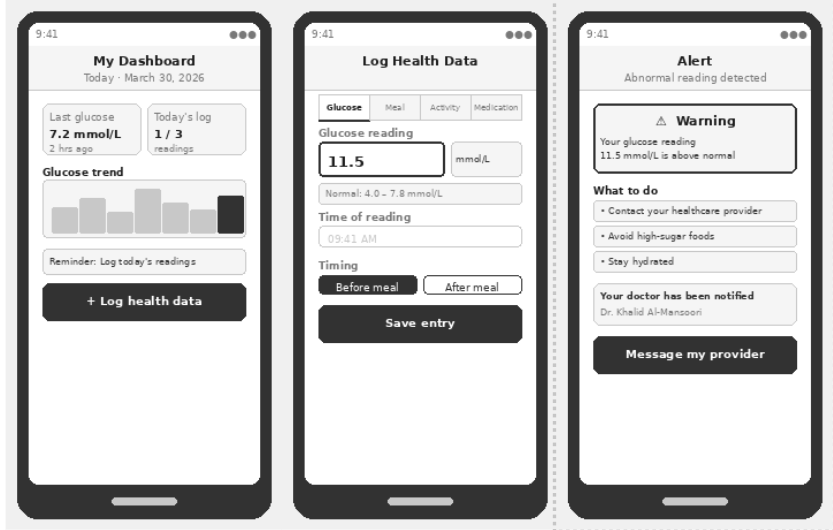 9:41
My Dashboard
Today · March 30, 2026
Last glucose
7.2 mmol/L
2 hrs ago
Today's log
1 / 3
readings
Glucose trend
Reminder: Log today's readings
+ Log health data
9:41
Log Health Data
Glucose
Meal
Activity
Medication
Glucose reading
11.5
mmol/L
Normal: 4.0 – 7.8 mmol/L
Time of reading
09:41 AM
Timing
Before meal
After meal
Save entry
9:41
Alert
Abnormal reading detected
⚠ Warning
Your glucose reading
11.5 mmol/L is above normal
What to do
• Contact your healthcare provider
• Avoid high-sugar foods
• Stay hydrated
Your doctor has been notified
Dr. Khalid Al-Mansoori
Message my provider